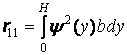 r₁₁ = ∫₀ᴴ ψ²(y)bdy